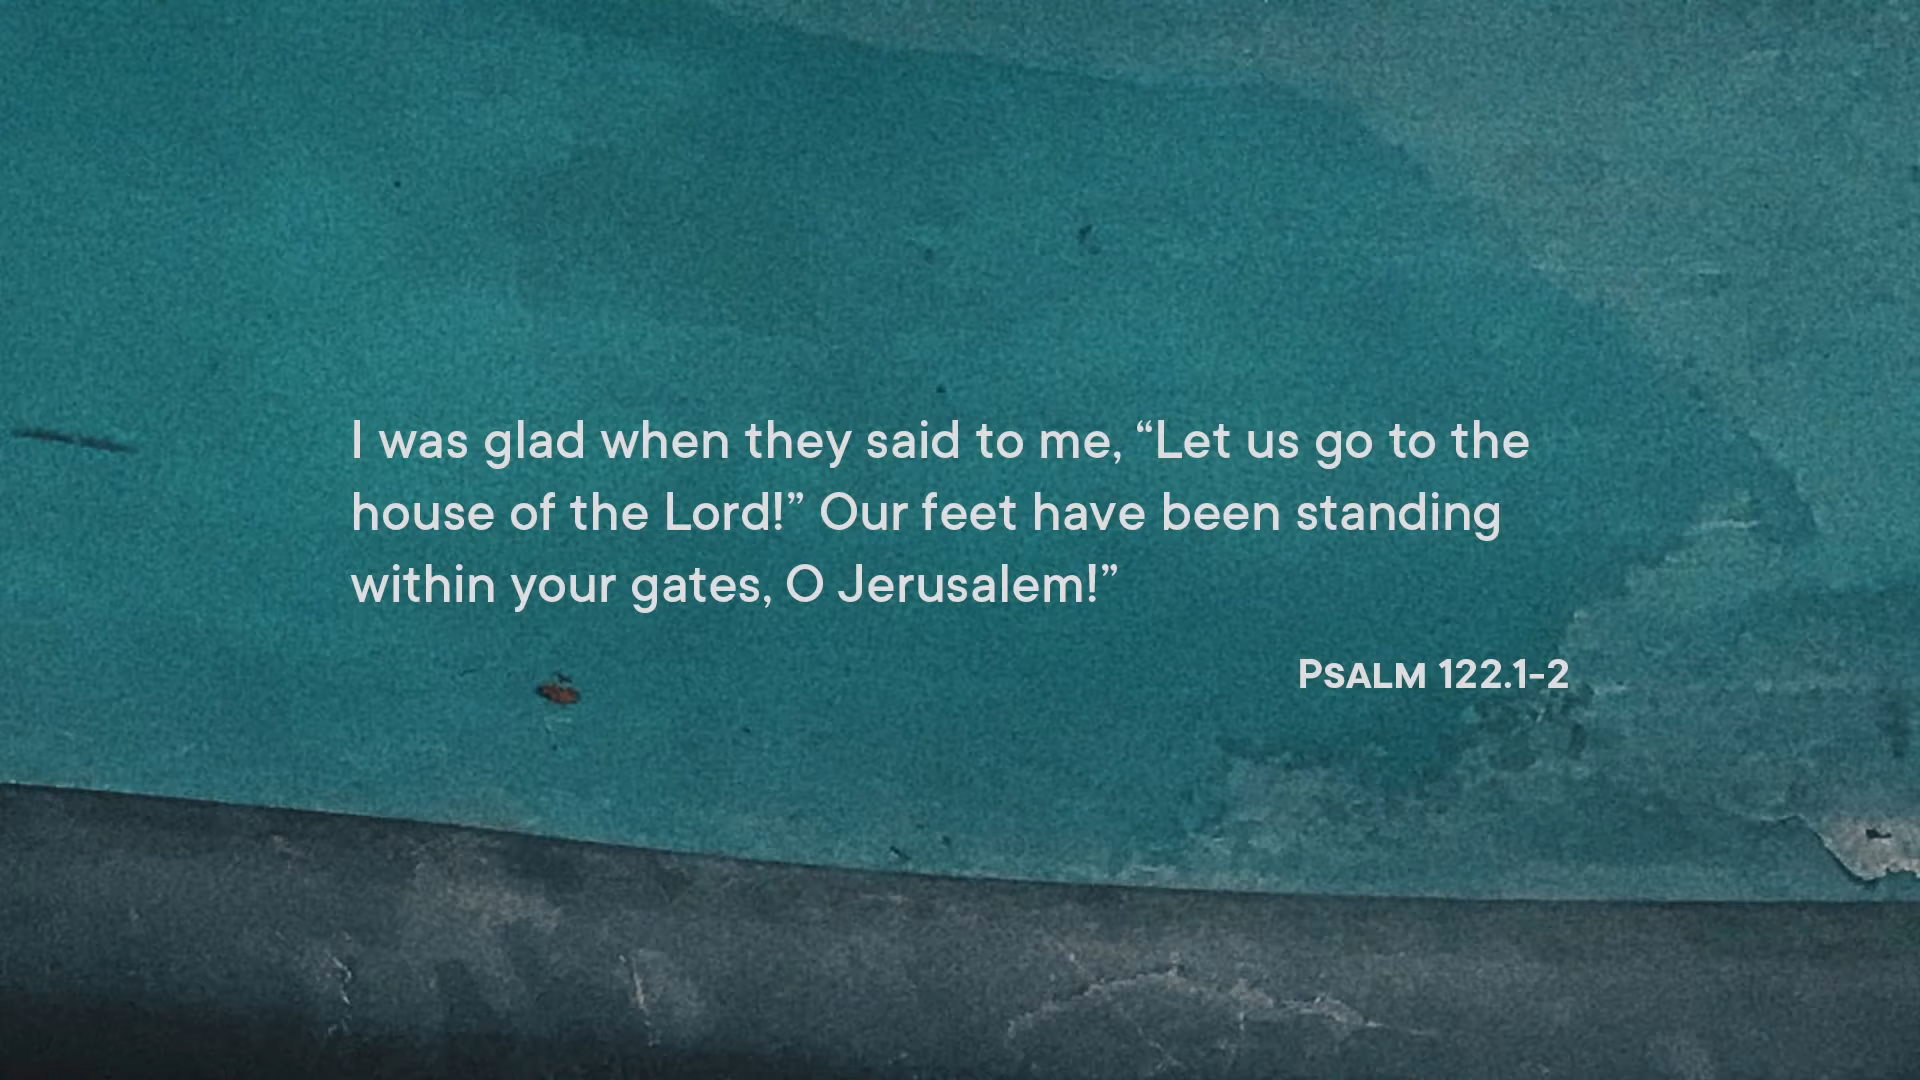 I was glad when they said to me, “Let us go to the
house of the Lord!” Our feet have been standing
within your gates, O Jerusalem!”
Psalm 122.1-2